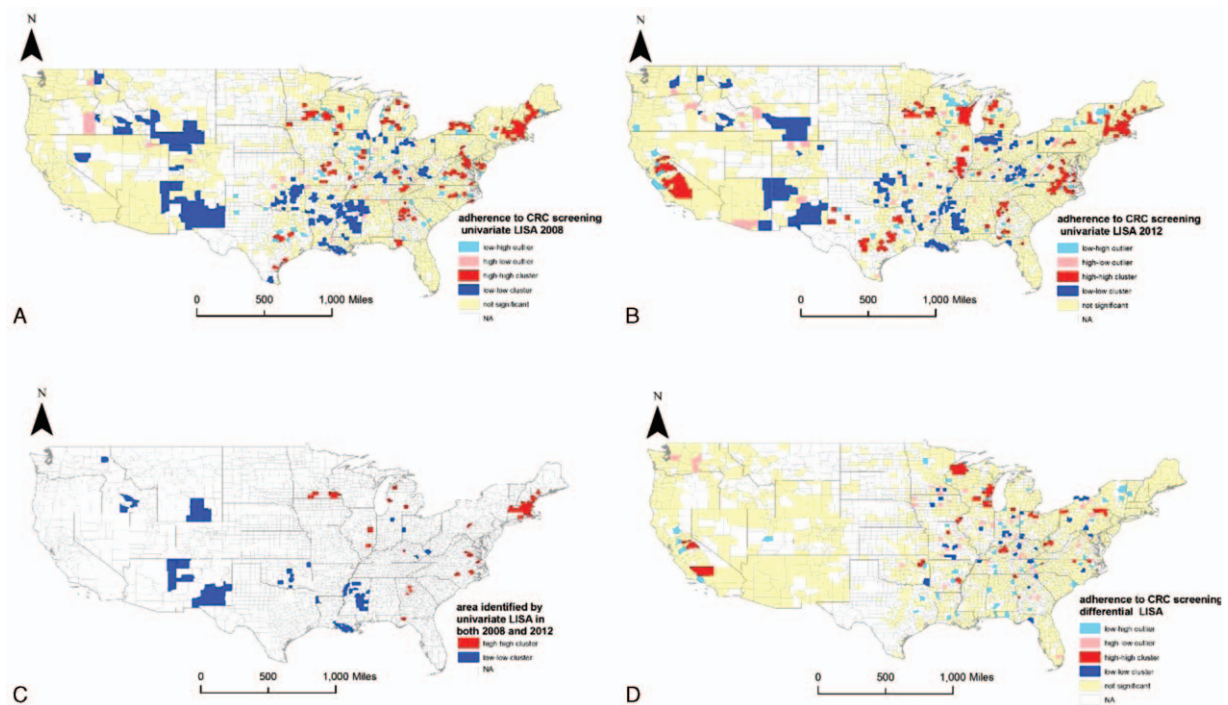 N
adherence to CRC screening
univariate LISA 2008
low-high outlier
high-low outlier
high-high cluster
low-low cluster
not significant
NA
0 500 1,000 Miles
A
N
adherence to CRC screening
univariate LISA 2012
low-high outlier
high-low outlier
high-high cluster
low-low cluster
not significant
NA
0 500 1,000 Miles
B
N
area identified by
univariate LISA in
both 2008 and 2012
high high cluster
low-low cluster
NA
0 500 1,000 Miles
C
N
adherence to CRC screening
differential LISA
low-high outlier
high low outlier
high-high cluster
low-low cluster
not significant
NA
0 500 1,000 Miles
D